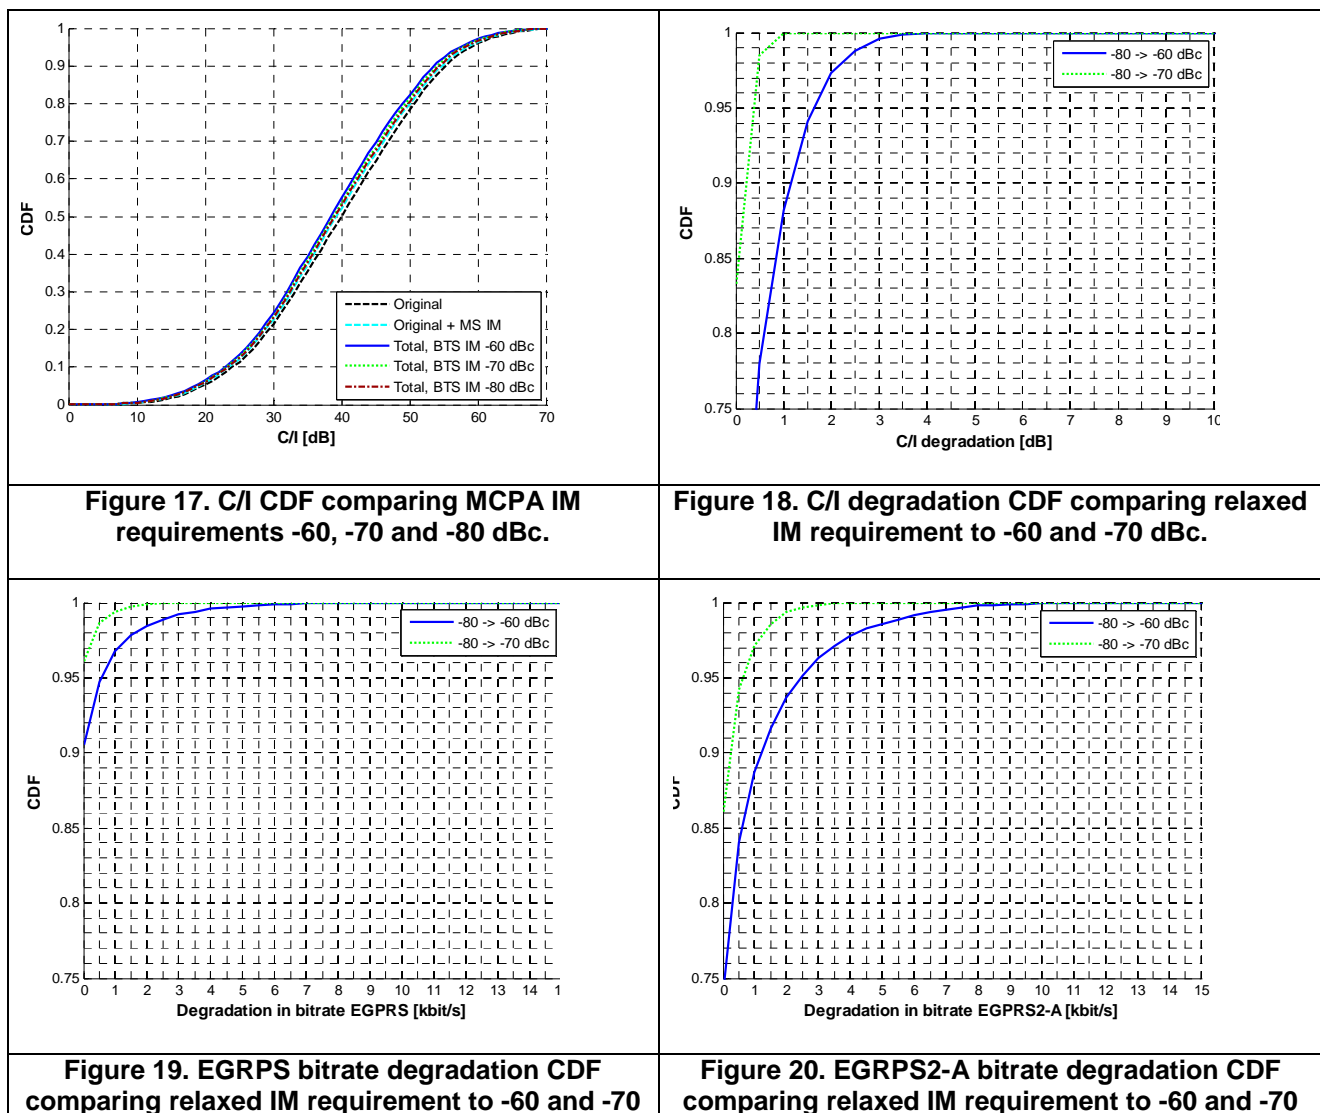 1
0.9
0.8
0.7
0.6
0.5
0.4
0.3
0.2
0.1
0
CDF
0 10 20 30 40 50 60 70
C/I [dB]
Original
Original + MS IM
Total, BTS IM -60 dBc
Total, BTS IM -70 dBc
Total, BTS IM -80 dBc
Figure 17. C/I CDF comparing MCPA IM
requirements -60, -70 and -80 dBc.
1
0.95
0.9
0.85
0.8
0.75
CDF
0 1 2 3 4 5 6 7 8 9 10
C/I degradation [dB]
-80 -> -60 dBc
-80 -> -70 dBc
Figure 18. C/I degradation CDF comparing relaxed
IM requirement to -60 and -70 dBc.
1
0.95
0.9
0.85
0.8
0.75
CDF
0 1 2 3 4 5 6 7 8 9 10 11 12 13 14 1
Degradation in bitrate EGPRS [kbit/s]
-80 -> -60 dBc
-80 -> -70 dBc
Figure 19. EGRPS bitrate degradation CDF
comparing relaxed IM requirement to -60 and -70
1
0.95
0.9
0.85
0.8
0.75
CDF
0 1 2 3 4 5 6 7 8 9 10 11 12 13 14 15
Degradation in bitrate EGPRS2-A [kbit/s]
-80 -> -60 dBc
-80 -> -70 dBc
Figure 20. EGRPS2-A bitrate degradation CDF
comparing relaxed IM requirement to -60 and -70